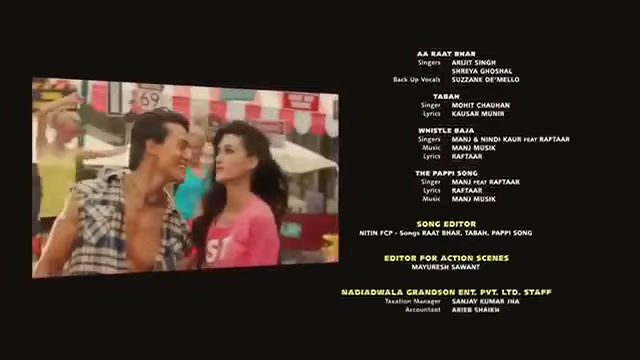 69
AA RAAT BHAR
Singers ARIJIT SINGH
SHREYA GHOSHAL
Back Up Vocals SUZZANE DE'MELLO
TABAH
Singer MOHIT CHAUHAN
Lyrics KAUSAR MUNIR
WHISTLE BAJA
Singers MANJ & NINDI KAUR FEAT RAFTAAR
Music MANJ MUSIK
Lyrics RAFTAAR
THE PAPPI SONG
Singer MANJ FEAT RAFTAAR
Lyrics RAFTAAR
Music MANJ MUSIK
SONG EDITOR
NITIN FCP - Songs RAAT BHAR, TABAH, PAPPI SONG
EDITOR FOR ACTION SCENES
MAYURESH SAWANT
NADIADWALA GRANDSON ENT. PVT. LTD. STAFF
Taxation Manager SANJAY KUMAR JHA
Accountant ARIEB SHAIKH